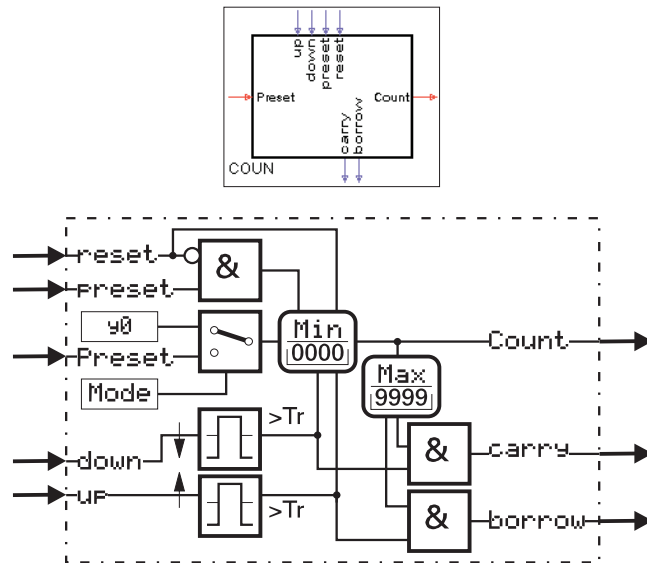 up
down
preset
reset
Preset
Count
carry
borrow
COUN
reset
&
preset
y0
Min
0000
Count
Preset
Mode
Max
9999
>Tr
down
&
carry
up
>Tr
&
borrow